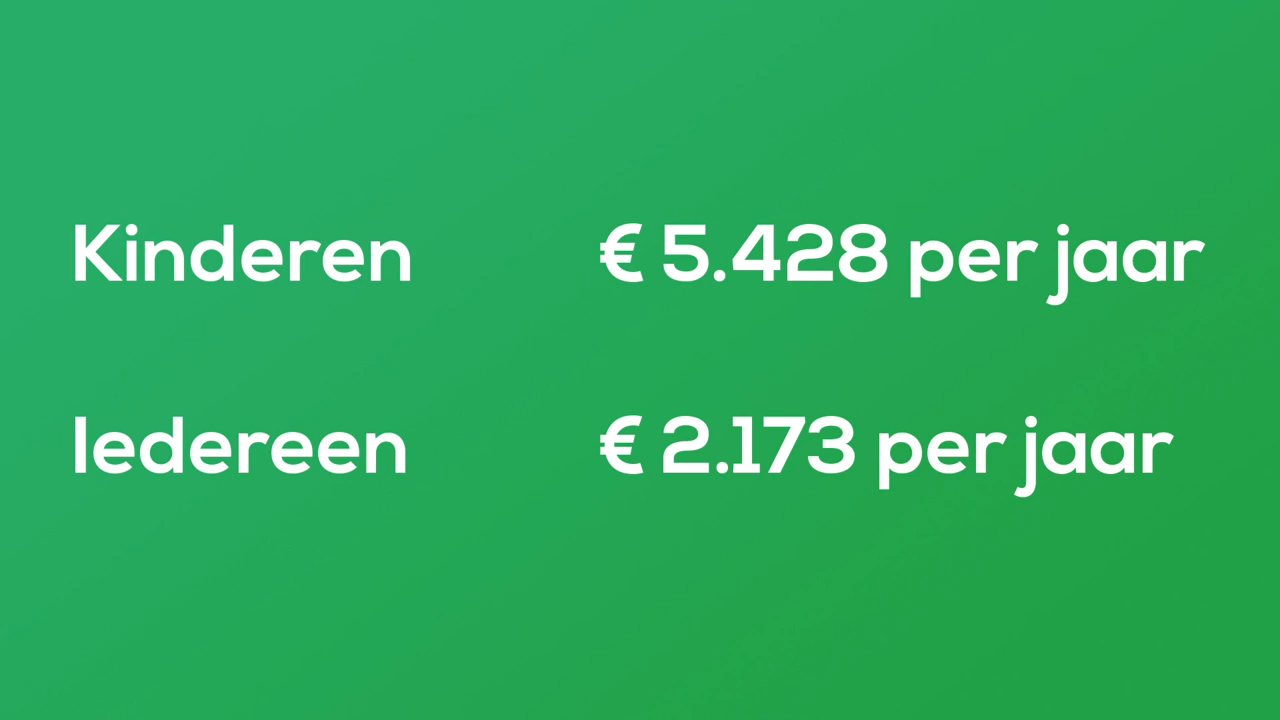 Kinderen € 5.428 per jaar
Iedereen € 2.173 per jaar